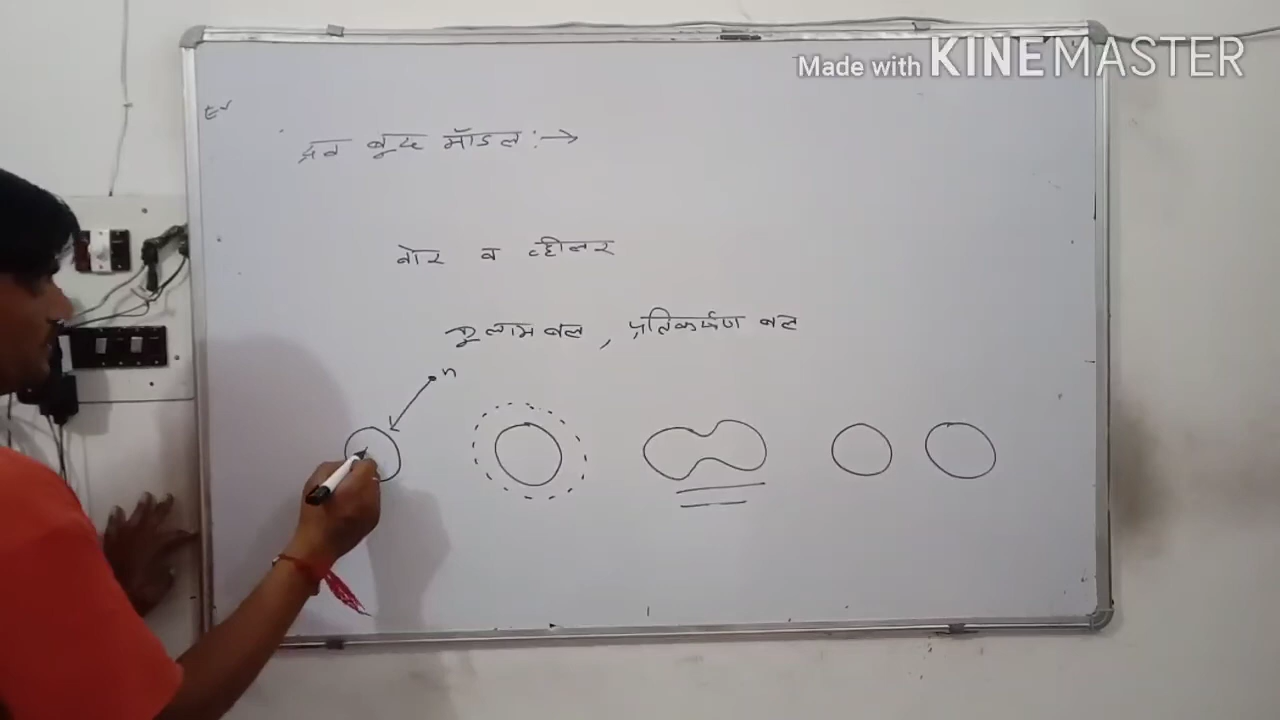 Made with KINEMASTER
द्रव बूंद मॉडल :→
बोर व व्हीलर
कूलाम बल , प्रतिकर्षण बल
n